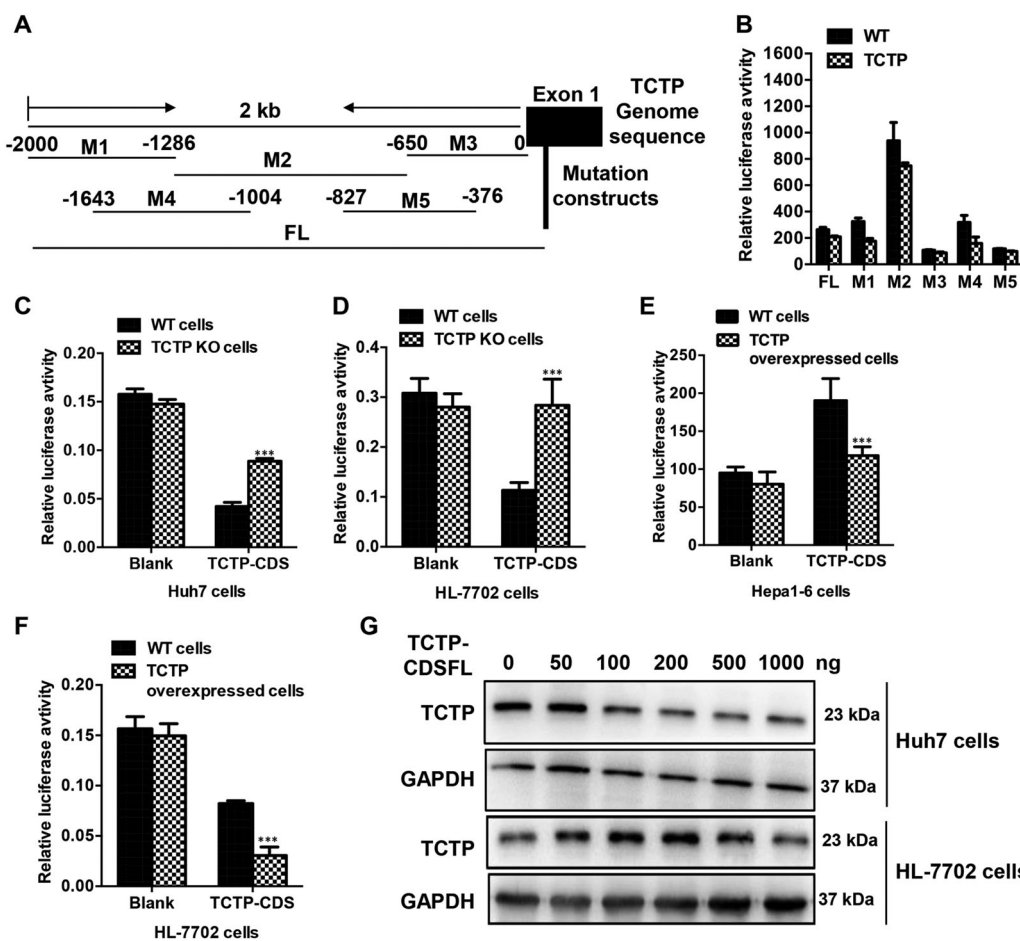 A
2 kb
Exon 1
TCTP
Genome
sequence
-2000 -1286 -650 0
M1 M2 M3
Mutation
constructs
-1643 -1004 -827 -376
M4 M5
FL
B
WT
TCTP
Relative luciferase avtivity
1600
1400
1200
1000
800
600
400
200
0
FL M1 M2 M3 M4 M5
C
WT cells
TCTP KO cells
Relative luciferase avtivity
0.20
0.15
0.10
0.05
0.00
***
Blank TCTP-CDS
Huh7 cells
D
WT cells
TCTP KO cells
Relative luciferase avtivity
0.4
0.3
0.2
0.1
0.0
***
Blank TCTP-CDS
HL-7702 cells
E
WT cells
TCTP
overexpressed cells
Relative luciferase avtivity
250
200
150
100
50
0
***
Blank TCTP-CDS
Hepa1-6 cells
F
WT cells
TCTP
overexpressed cells
Relative luciferase avtivity
0.20
0.15
0.10
0.05
0.00
***
Blank TCTP-CDS
HL-7702 cells
G
TCTP-
CDSFL 0 50 100 200 500 1000 ng
TCTP 23 kDa
GAPDH 37 kDa
Huh7 cells
TCTP 23 kDa
GAPDH 37 kDa
HL-7702 cells